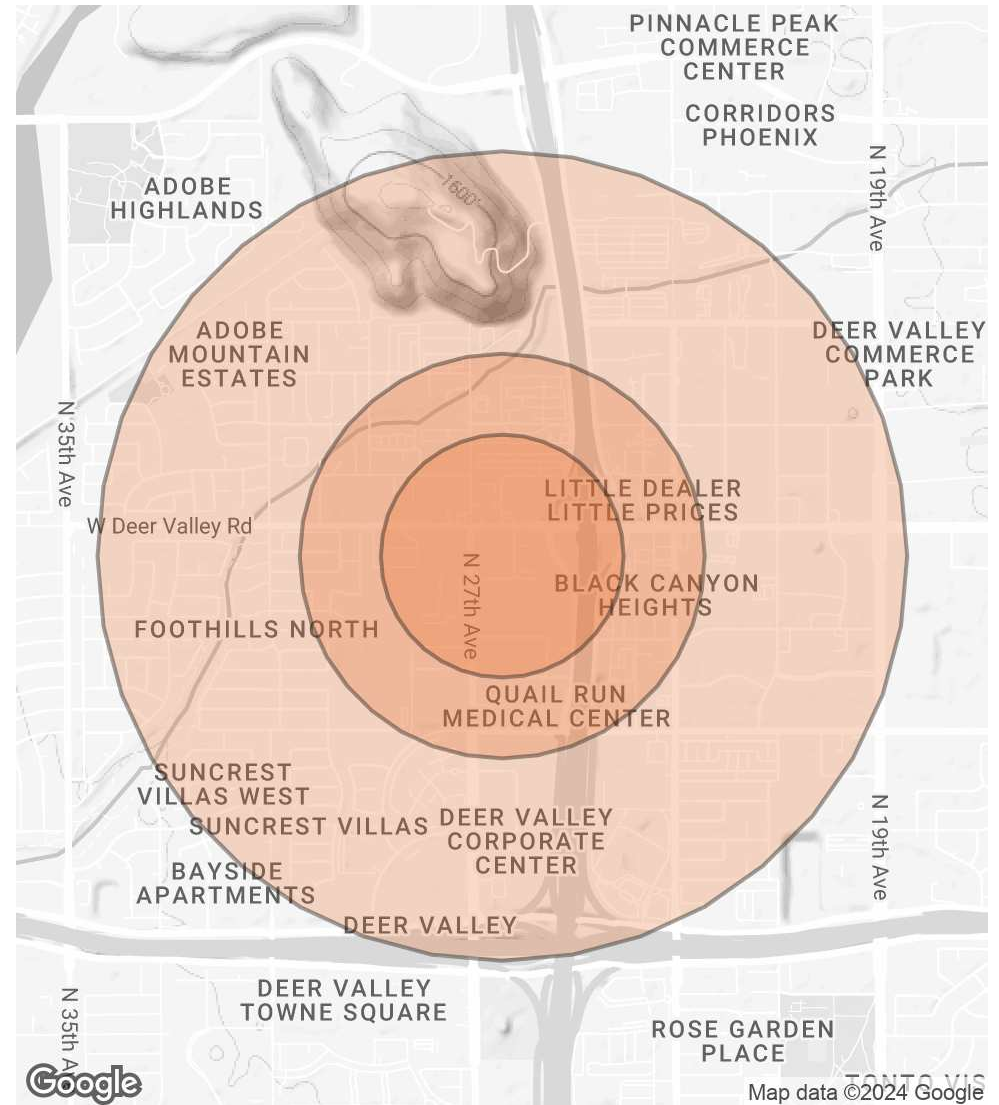 PINNACLE PEAK
COMMERCE
CENTER
CORRIDORS
PHOENIX
N 19th Ave
ADOBE
HIGHLANDS
1600'
ADOBE
MOUNTAIN
ESTATES
DEER VALLEY
COMMERCE
PARK
N 35th Ave
LITTLE DEALER
LITTLE PRICES
W Deer Valley Rd
N 27th Ave
BLACK CANYON
HEIGHTS
FOOTHILLS NORTH
QUAIL RUN
MEDICAL CENTER
SUNCREST
VILLAS WEST
SUNCREST VILLAS
DEER VALLEY
CORPORATE
CENTER
N 19th Ave
BAYSIDE
APARTMENTS
DEER VALLEY
DEER VALLEY
TOWNE SQUARE
N 35th A
ROSE GARDEN
PLACE
TONTO VIS
Google
Map data ©2024 Google